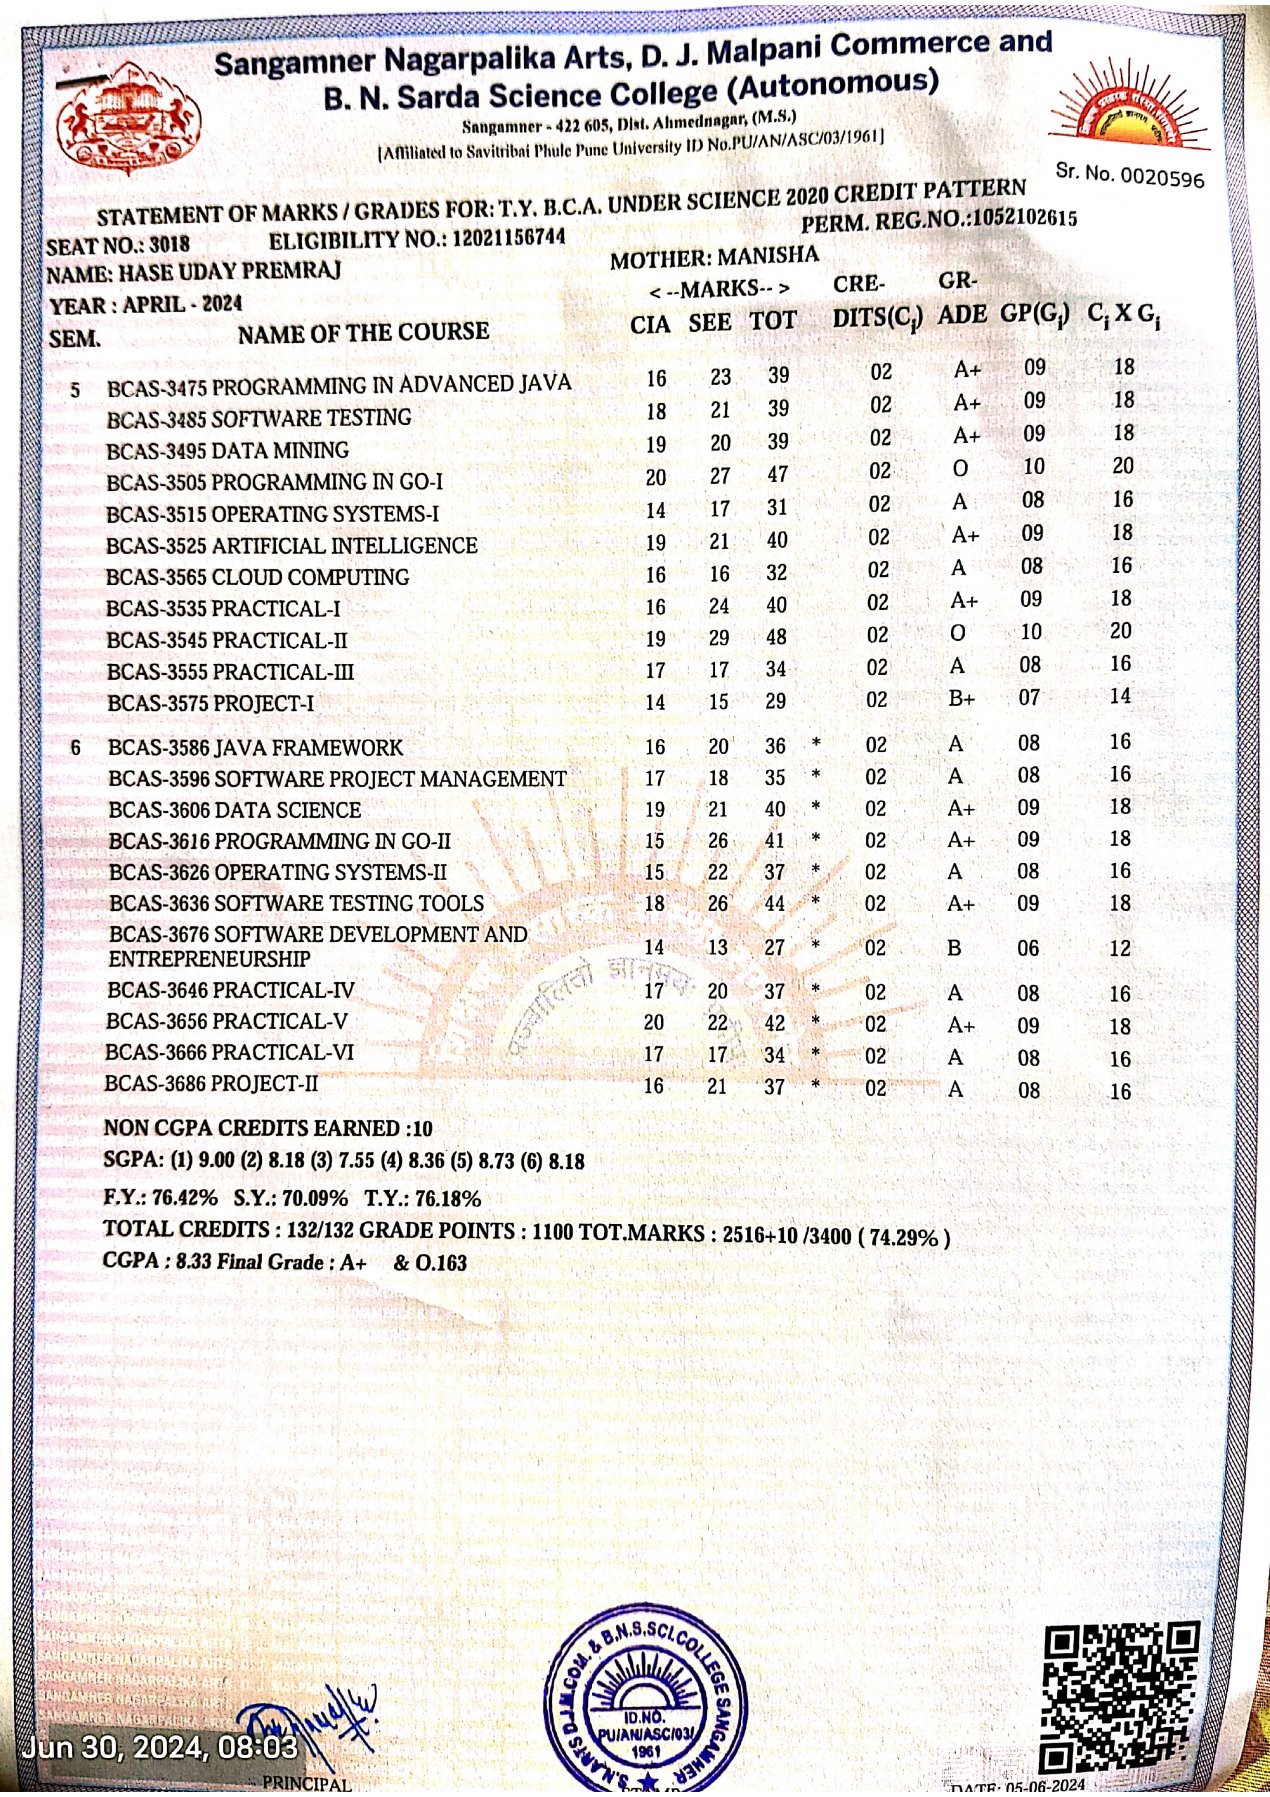 Sangamner Nagarpalika Arts, D. J. Malpani Commerce and
B. N. Sarda Science College (Autonomous)
Sangamner - 422 605, Dist. Ahmednagar, (M.S.)
[Affiliated to Savitribai Phule Pune University ID No.PU/AN/ASC/03/1961]
Sr. No. 0020596
STATEMENT OF MARKS / GRADES FOR: T.Y. B.C.A. UNDER SCIENCE 2020 CREDIT PATTERN
SEAT NO.: 3018 ELIGIBILITY NO.: 12021156744 PERM. REG.NO.:1052102615
NAME: HASE UDAY PREMRAJ MOTHER: MANISHA
YEAR : APRIL - 2024 < --MARKS-- > CRE- GR-
SEM. NAME OF THE COURSE CIA SEE TOT DITS(Ci) ADE GP(Gi) Ci X Gi
5 BCAS-3475 PROGRAMMING IN ADVANCED JAVA 16 23 39 02 A+ 09 18
BCAS-3485 SOFTWARE TESTING 18 21 39 02 A+ 09 18
BCAS-3495 DATA MINING 19 20 39 02 A+ 09 18
BCAS-3505 PROGRAMMING IN GO-I 20 27 47 02 O 10 20
BCAS-3515 OPERATING SYSTEMS-I 14 17 31 02 A 08 16
BCAS-3525 ARTIFICIAL INTELLIGENCE 19 21 40 02 A+ 09 18
BCAS-3565 CLOUD COMPUTING 16 16 32 02 A 08 16
BCAS-3535 PRACTICAL-I 16 24 40 02 A+ 09 18
BCAS-3545 PRACTICAL-II 19 29 48 02 O 10 20
BCAS-3555 PRACTICAL-III 17 17 34 02 A 08 16
BCAS-3575 PROJECT-I 14 15 29 02 B+ 07 14
6 BCAS-3586 JAVA FRAMEWORK 16 20 36 * 02 A 08 16
BCAS-3596 SOFTWARE PROJECT MANAGEMENT 17 18 35 * 02 A 08 16
BCAS-3606 DATA SCIENCE 19 21 40 * 02 A+ 09 18
BCAS-3616 PROGRAMMING IN GO-II 15 26 41 * 02 A+ 09 18
BCAS-3626 OPERATING SYSTEMS-II 15 22 37 * 02 A 08 16
BCAS-3636 SOFTWARE TESTING TOOLS 18 26 44 * 02 A+ 09 18
BCAS-3676 SOFTWARE DEVELOPMENT AND
ENTREPRENEURSHIP 14 13 27 * 02 B 06 12
BCAS-3646 PRACTICAL-IV 17 20 37 * 02 A 08 16
BCAS-3656 PRACTICAL-V 20 22 42 * 02 A+ 09 18
BCAS-3666 PRACTICAL-VI 17 17 34 * 02 A 08 16
BCAS-3686 PROJECT-II 16 21 37 * 02 A 08 16
NON CGPA CREDITS EARNED :10
SGPA: (1) 9.00 (2) 8.18 (3) 7.55 (4) 8.36 (5) 8.73 (6) 8.18
F.Y.: 76.42% S.Y.: 70.09% T.Y.: 76.18%
TOTAL CREDITS : 132/132 GRADE POINTS : 1100 TOT.MARKS : 2516+10 /3400 ( 74.29% )
CGPA : 8.33 Final Grade : A+ & O.163
S.N.ARTS D.J.M.COM. & B.N.S.SCI.COLLEGE SANGAMNER
ID.NO.
PU/AN/ASC/03/
1961
Jun 30, 2024, 08:03
PRINCIPAL
DATE: 05-06-2024